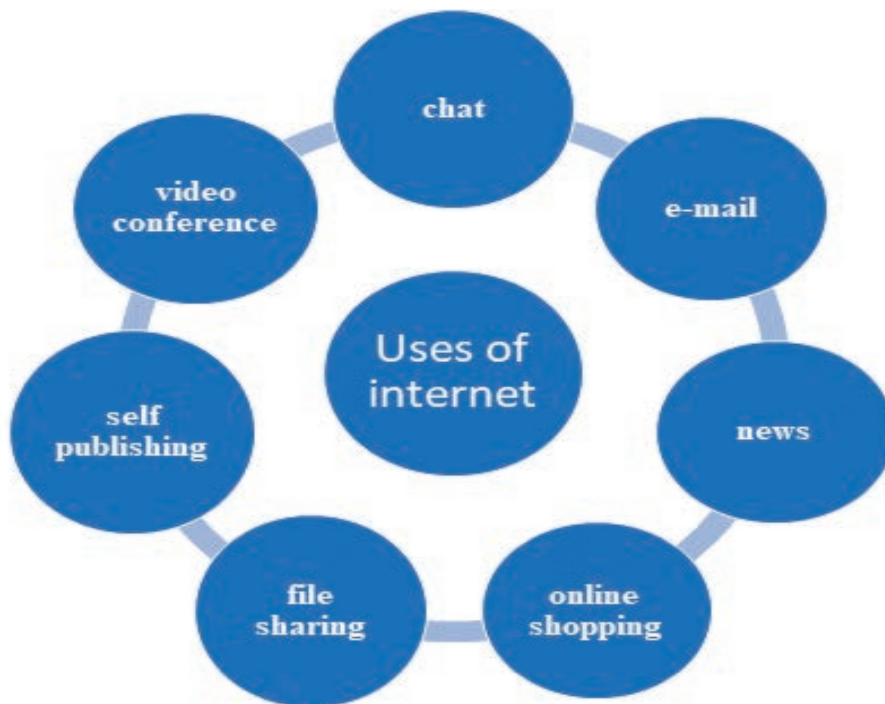 chat
e-mail
news
online
shopping
file
sharing
self
publishing
video
conference
Uses of
internet